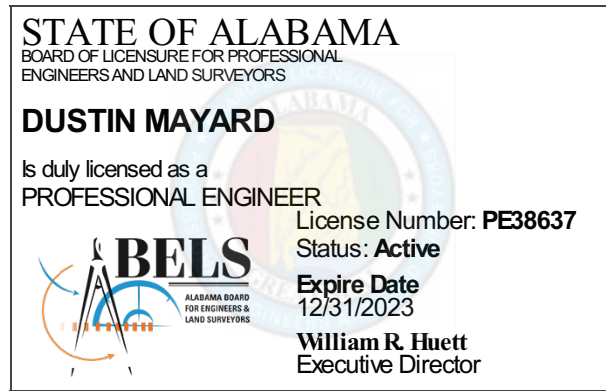 STATE OF ALABAMA
BOARD OF LICENSURE FOR PROFESSIONAL
ENGINEERS AND LAND SURVEYORS
DUSTIN MAYARD
Is duly licensed as a
PROFESSIONAL ENGINEER
License Number: PE38637
Status: Active
Expire Date
12/31/2023
William R. Huett
Executive Director
BELS
ALABAMA BOARD
FOR ENGINEERS &
LAND SURVEYORS
ALABAMA